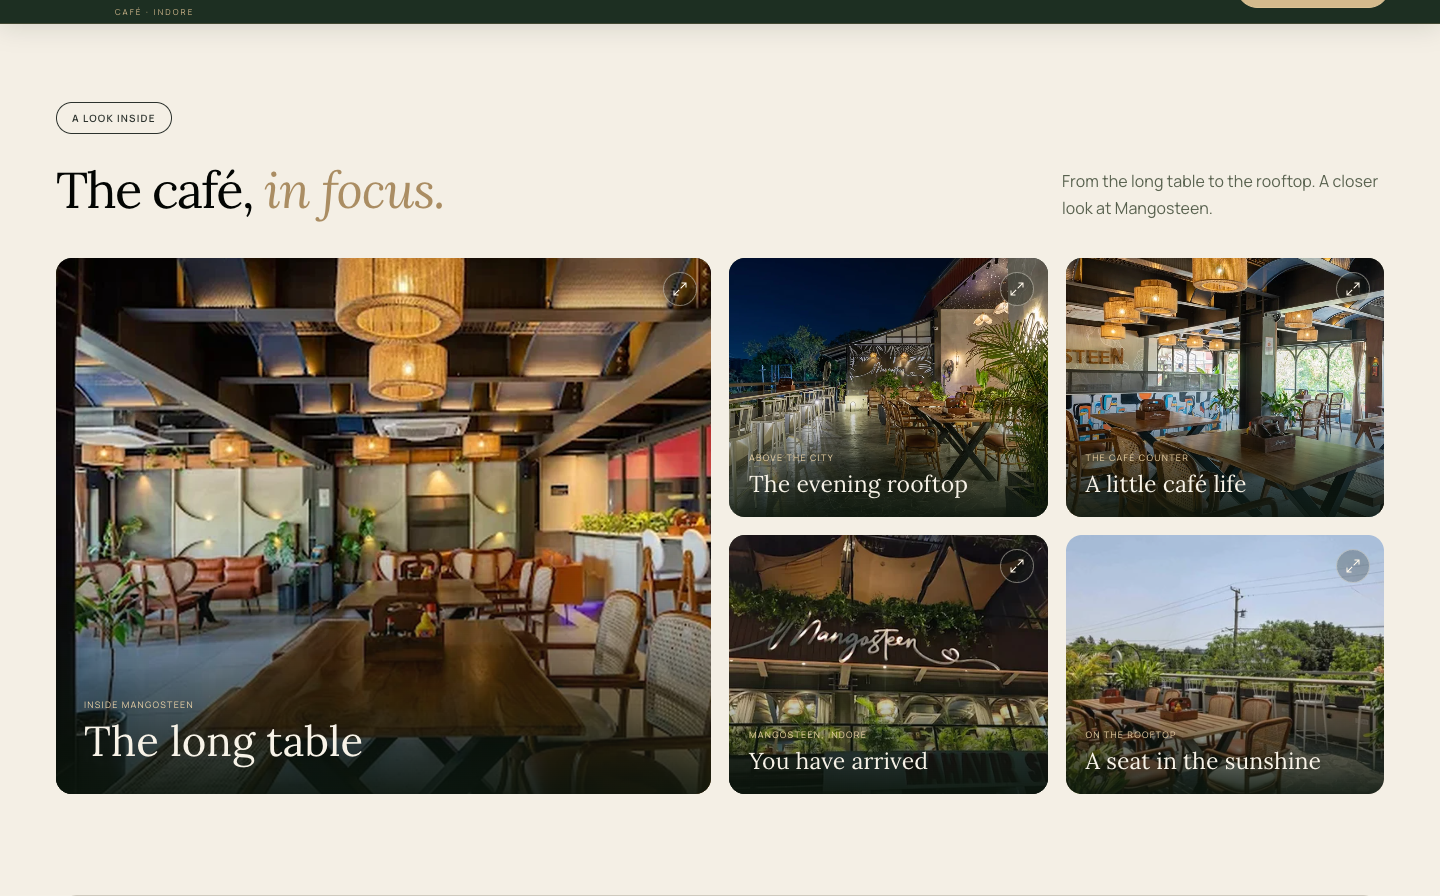 CAFÉ · INDORE
A LOOK INSIDE
The café, in focus.
From the long table to the rooftop. A closer
look at Mangosteen.
INSIDE MANGOSTEEN
The long table
ABOVE THE CITY
The evening rooftop
STEEN
THE CAFÉ COUNTER
A little café life
Mangosteen
MANGOSTEEN, INDORE
You have arrived
ON THE ROOFTOP
A seat in the sunshine